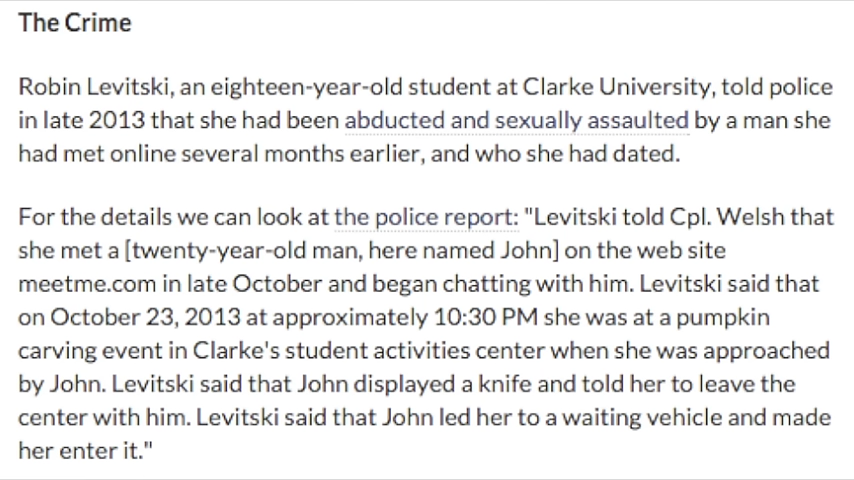 The Crime
Robin Levitski, an eighteen-year-old student at Clarke University, told police
in late 2013 that she had been abducted and sexually assaulted by a man she
had met online several months earlier, and who she had dated.
For the details we can look at the police report: "Levitski told Cpl. Welsh that
she met a [twenty-year-old man, here named John] on the web site
meetme.com in late October and began chatting with him. Levitski said that
on October 23, 2013 at approximately 10:30 PM she was at a pumpkin
carving event in Clarke's student activities center when she was approached
by John. Levitski said that John displayed a knife and told her to leave the
center with him. Levitski said that John led her to a waiting vehicle and made
her enter it."